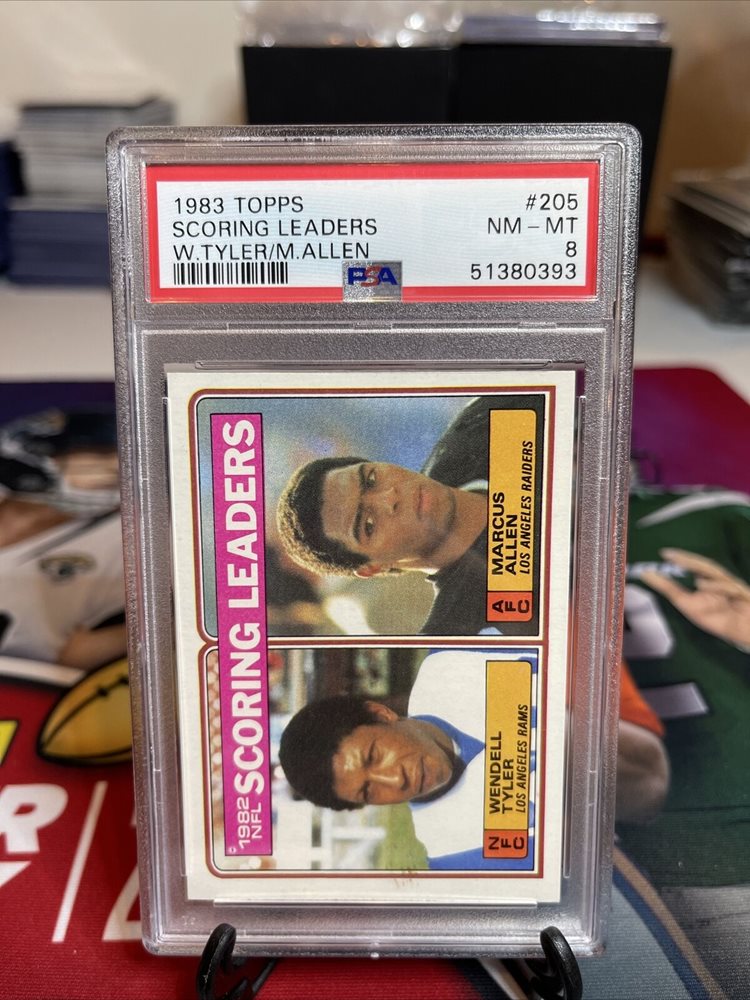 1983 TOPPS #205
SCORING LEADERS NM – MT
W.TYLER/M.ALLEN 8
PSA 51380393
1982
NFL
SCORING LEADERS
©
MARCUS
ALLEN
LOS ANGELES RAIDERS
AFC
WENDELL
TYLER
LOS ANGELES RAMS
NFC